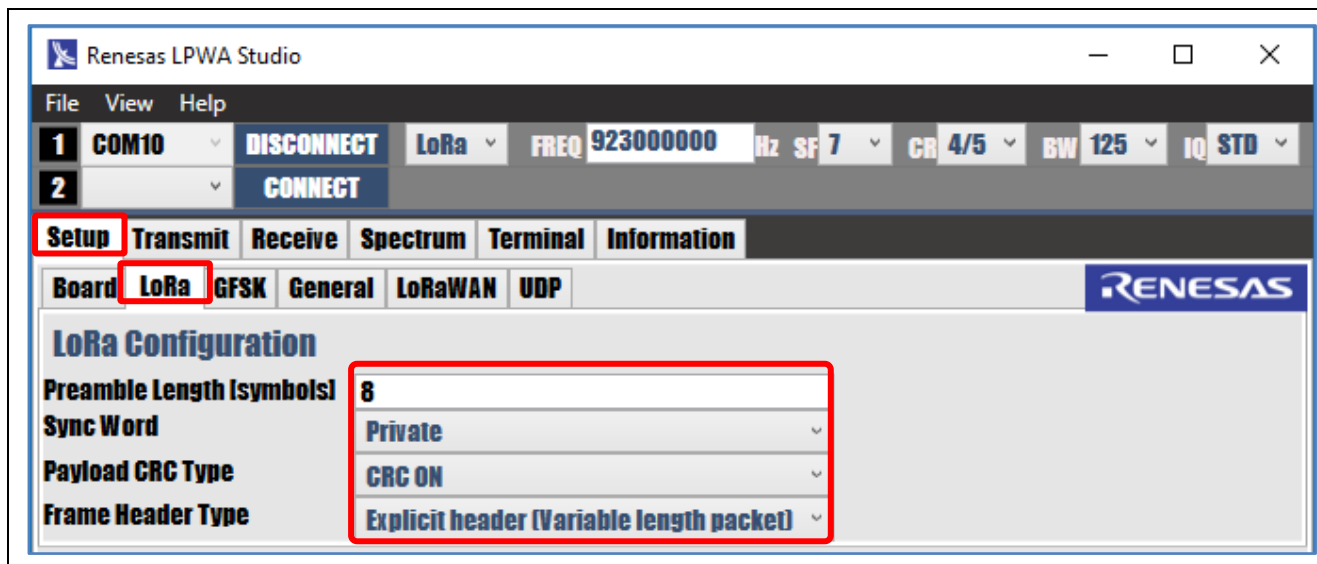 Renesas LPWA Studio
File View Help
1 COM10 DISCONNECT LoRa FREQ 923000000 Hz SF 7 CR 4/5 BW 125 IQ STD
2 CONNECT
Setup Transmit Receive Spectrum Terminal Information
Board LoRa GFSK General LoRaWAN UDP RENESAS
LoRa Configuration
Preamble Length [symbols] 8
Sync Word Private
Payload CRC Type CRC ON
Frame Header Type Explicit header (Variable length packet)